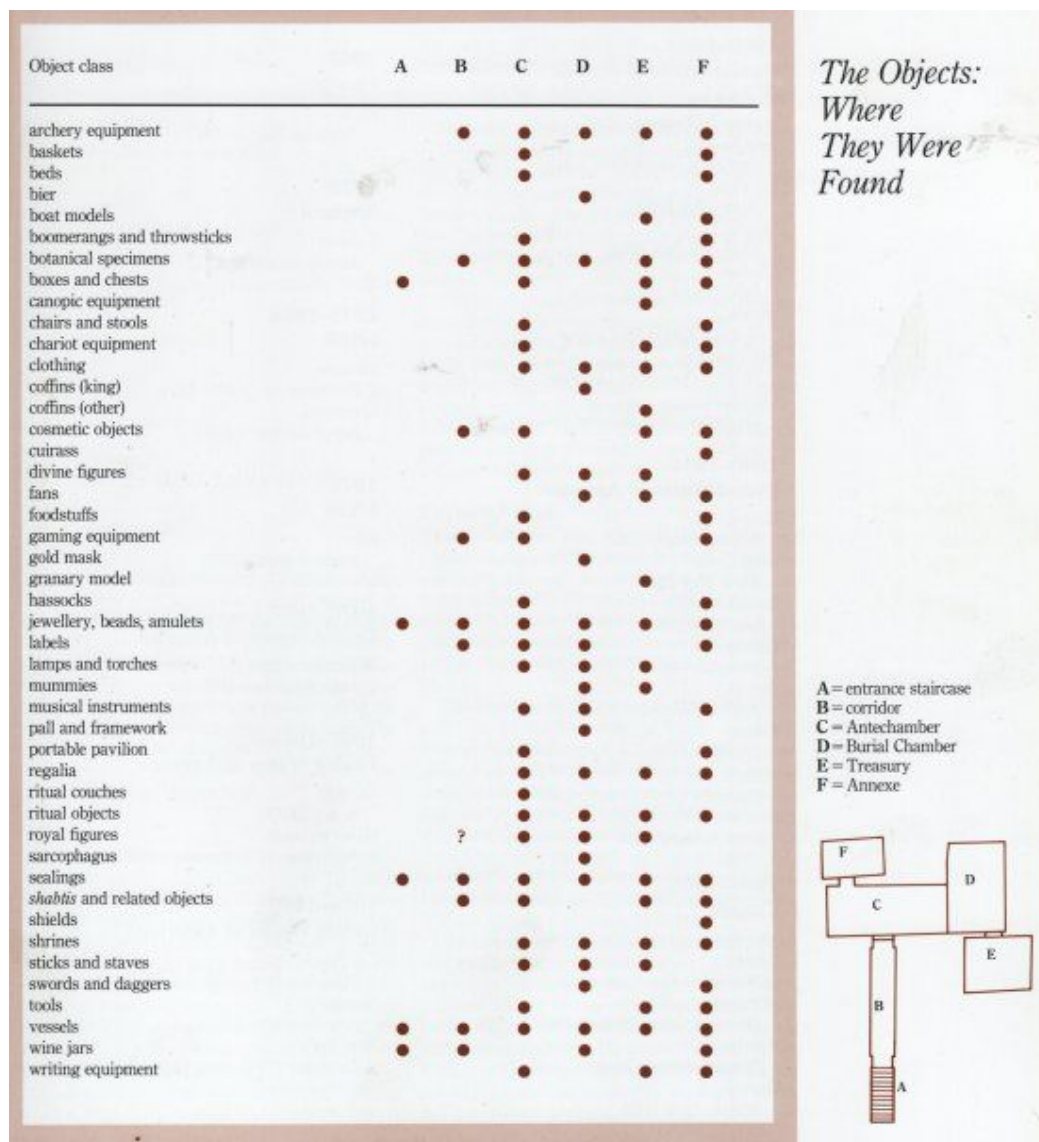 Object class A B C D E F
archery equipment
baskets
beds
bier
boat models
boomerangs and throwsticks
botanical specimens
boxes and chests
canopic equipment
chairs and stools
chariot equipment
clothing
coffins (king)
coffins (other)
cosmetic objects
cuirass
divine figures
fans
foodstuffs
gaming equipment
gold mask
granary model
hassocks
jewellery, beads, amulets
labels
lamps and torches
mummies
musical instruments
pall and framework
portable pavilion
regalia
ritual couches
ritual objects
royal figures ?
sarcophagus
sealings
shabtis and related objects
shields
shrines
sticks and staves
swords and daggers
tools
vessels
wine jars
writing equipment
The Objects:
Where
They Were
Found
A = entrance staircase
B = corridor
C = Antechamber
D = Burial Chamber
E = Treasury
F = Annexe
F
D
C
E
B
A